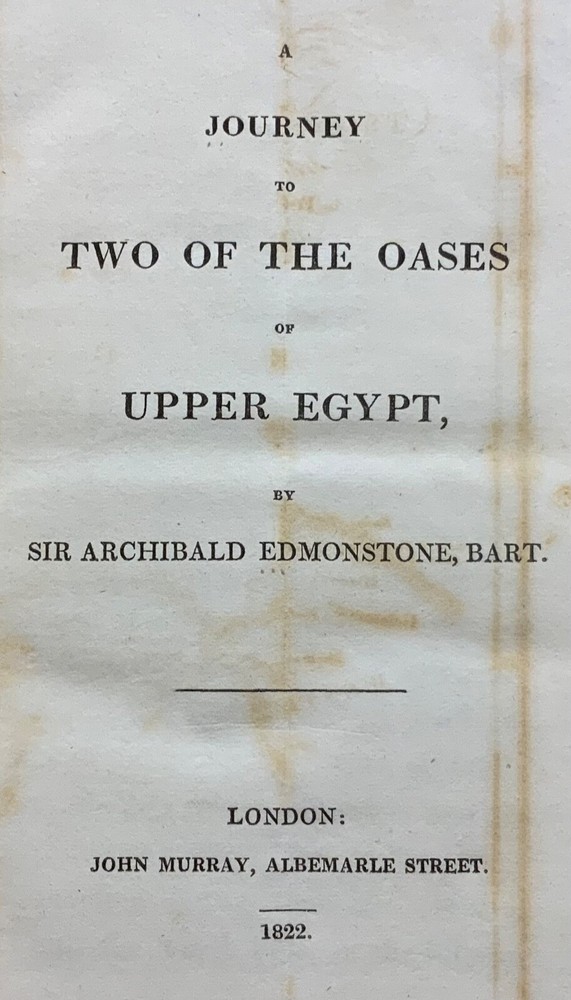 A
JOURNEY
TO
TWO OF THE OASES
OF
UPPER EGYPT,
BY
SIR ARCHIBALD EDMONSTONE, BART.
LONDON:
JOHN MURRAY, ALBEMARLE STREET.
1822.